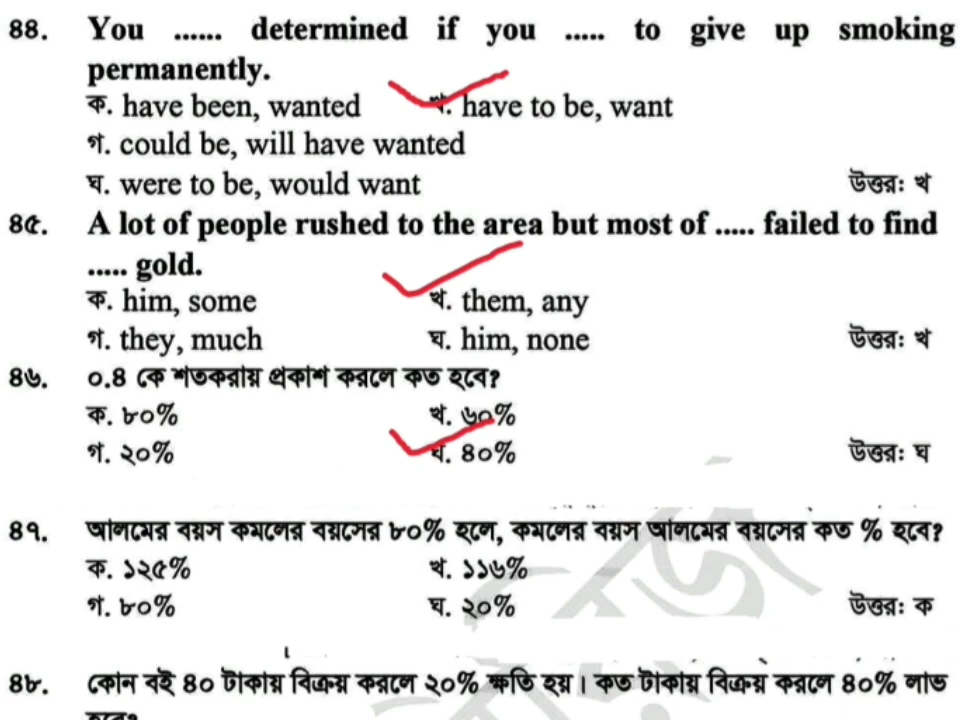 ৪৪. You ...... determined if you ..... to give up smoking
permanently.
ক. have been, wanted খ. have to be, want
গ. could be, will have wanted
ঘ. were to be, would want উত্তর: খ
৪৫. A lot of people rushed to the area but most of ..... failed to find
..... gold.
ক. him, some খ. them, any
গ. they, much ঘ. him, none উত্তর: খ
৪৬. ০.৪ কে শতকরায় প্রকাশ করলে কত হবে?
ক. ৮০% খ. ৬০%
গ. ২০% ঘ. ৪০% উত্তর: ঘ
৪৭. আলমের বয়স কমলের বয়সের ৮০% হলে, কমলের বয়স আলমের বয়সের কত % হবে?
ক. ১২৫% খ. ১১৬%
গ. ৮০% ঘ. ২০% উত্তর: ক
৪৮. কোন বই ৪০ টাকায় বিক্রয় করলে ২০% ক্ষতি হয়। কত টাকায় বিক্রয় করলে ৪০% লাভ
হবে?